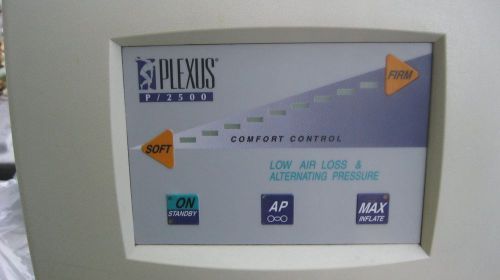 PLEXUS®
P/2500
FIRM
SOFT
COMFORT CONTROL
LOW AIR LOSS &
ALTERNATING PRESSURE
ON
STANDBY
AP
MAX
INFLATE